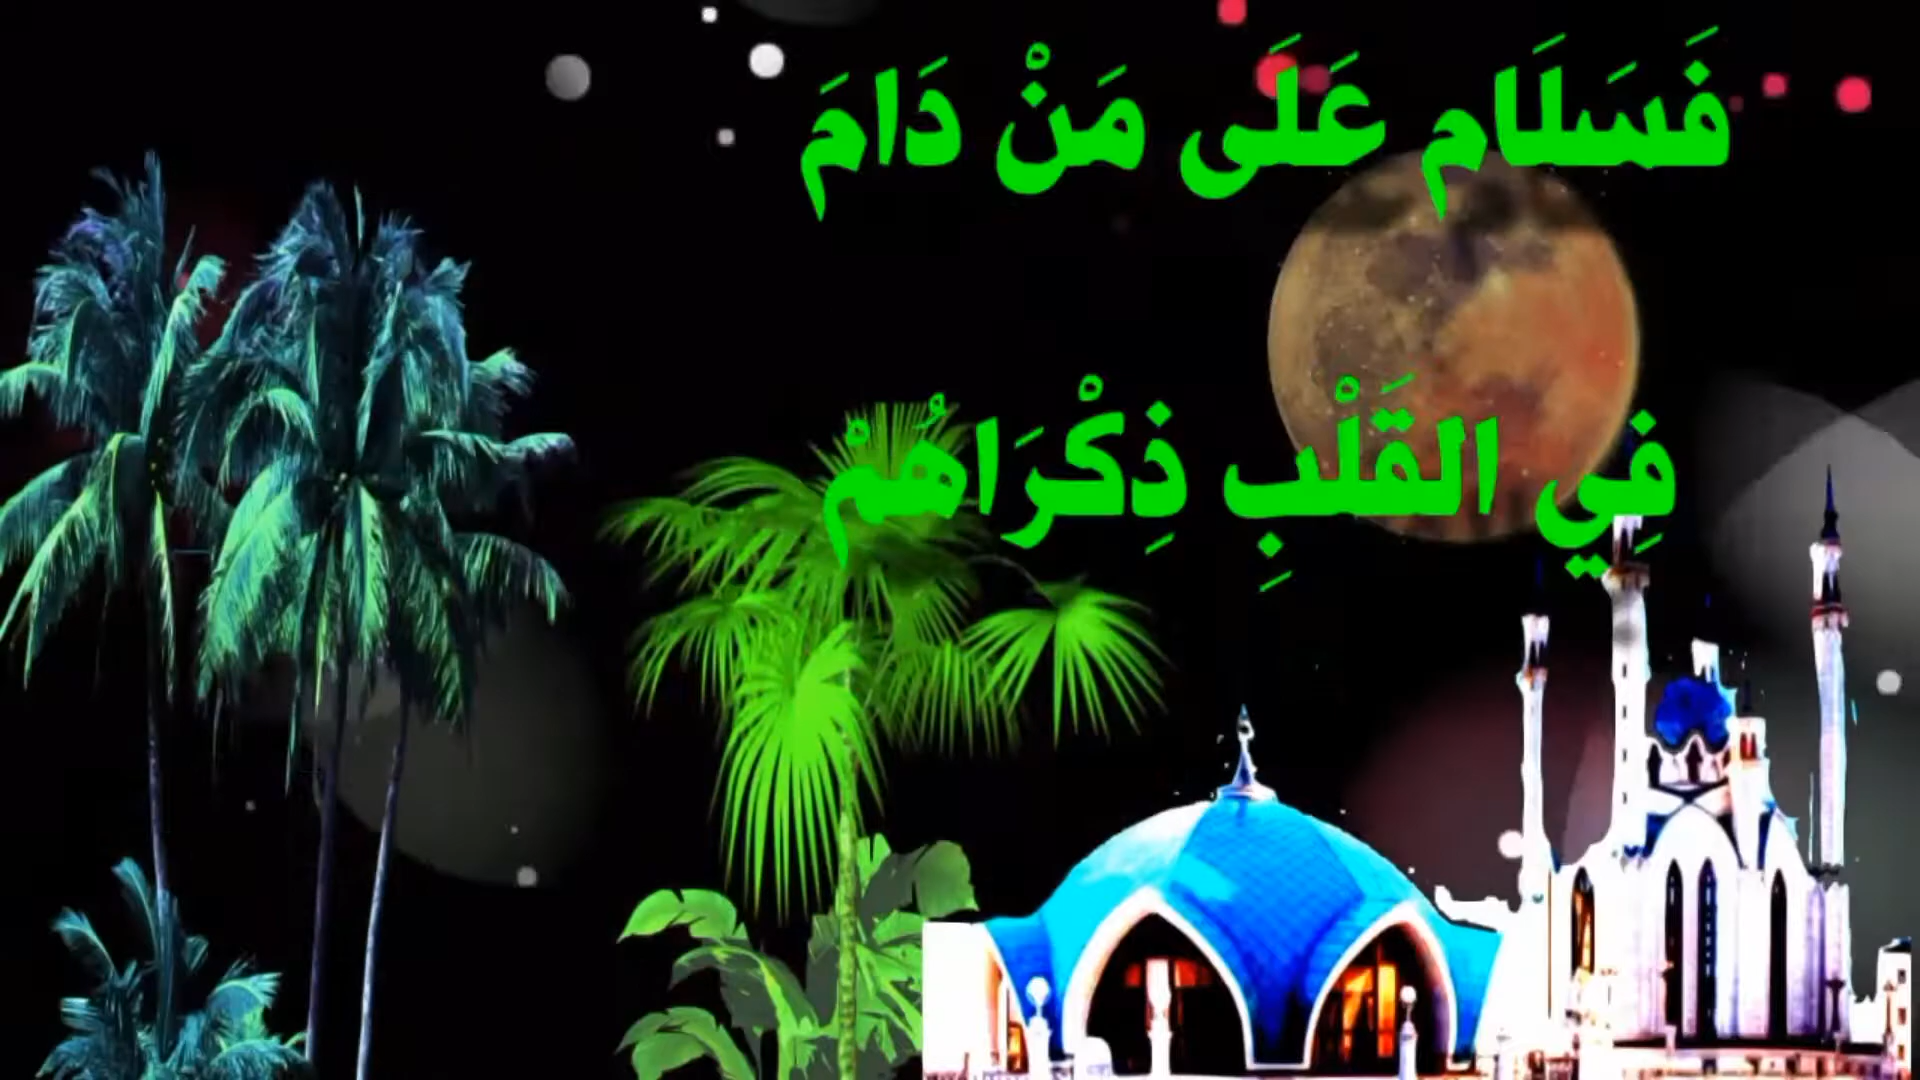 فَسَلَام عَلَى مَنْ دَامَ
فِي القَلْبِ ذِكْرَاهُمْ